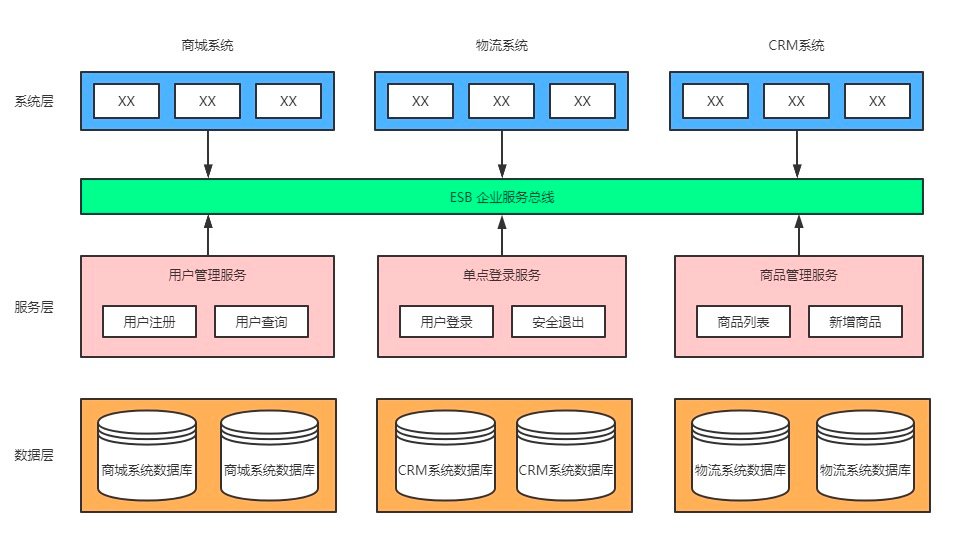 商城系统
物流系统
CRM系统
系统层
XX
XX
XX
XX
XX
XX
XX
XX
XX
ESB 企业服务总线
服务层
用户管理服务
单点登录服务
商品管理服务
用户注册
用户查询
用户登录
安全退出
商品列表
新增商品
数据层
商城系统数据库
商城系统数据库
CRM系统数据库
CRM系统数据库
物流系统数据库
物流系统数据库